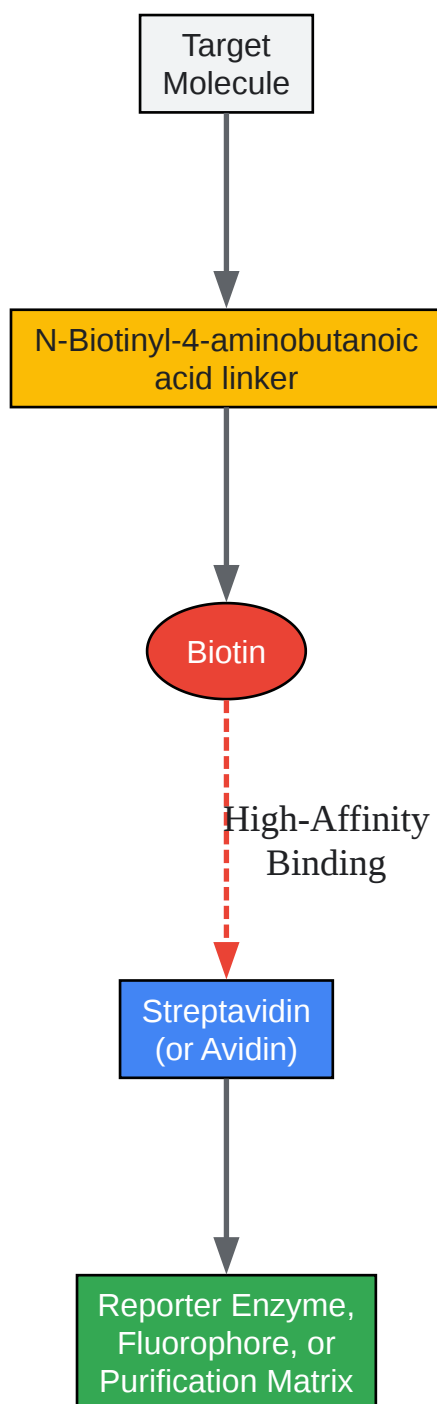 Target
Molecule
N-Biotinyl-4-aminobutanoic
acid linker
Biotin
High-Affinity
Binding
Streptavidin
(or Avidin)
Reporter Enzyme,
Fluorophore, or
Purification Matrix